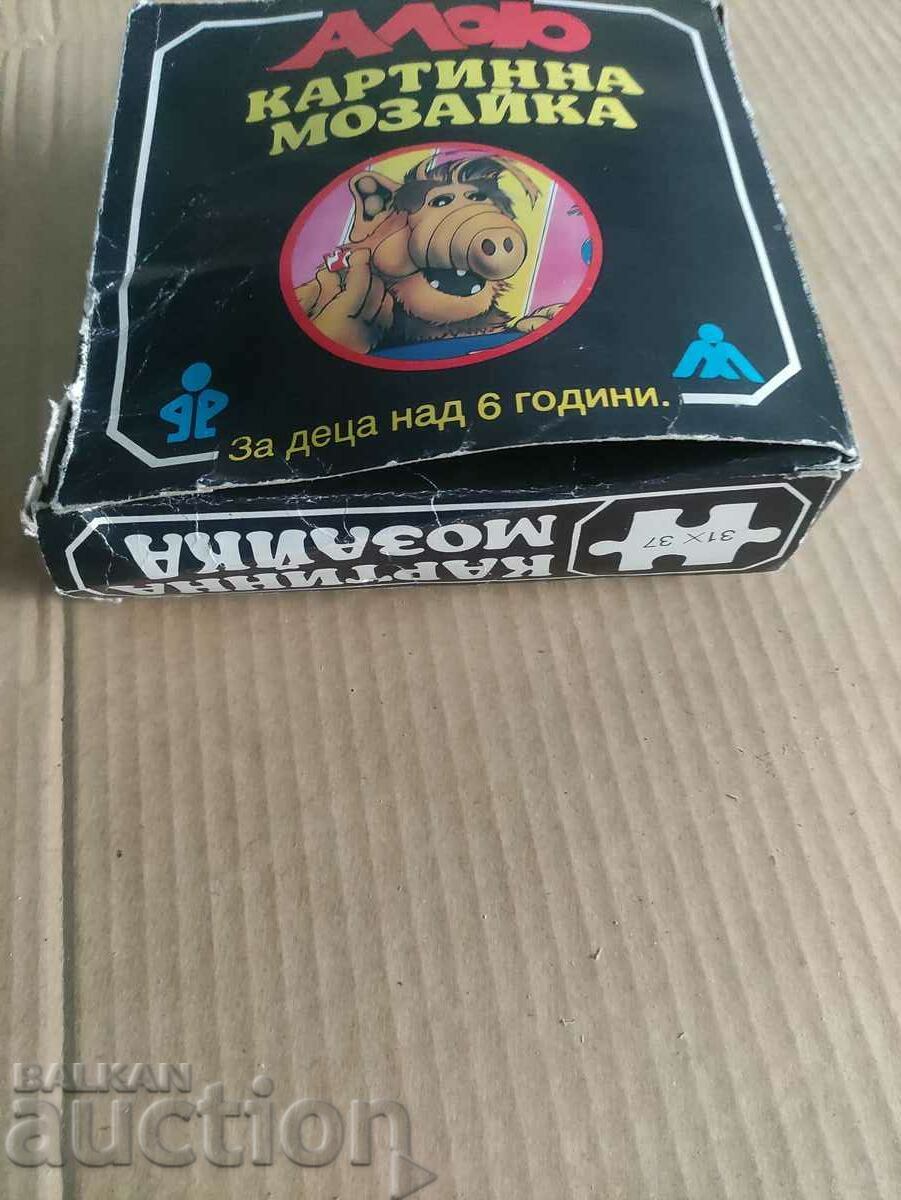 АЛФ
КАРТИННА
МОЗАЙКА
За деца над 6 години.
КАРТИННА
МОЗАЙКА
31 X 37
BALKAN
auction